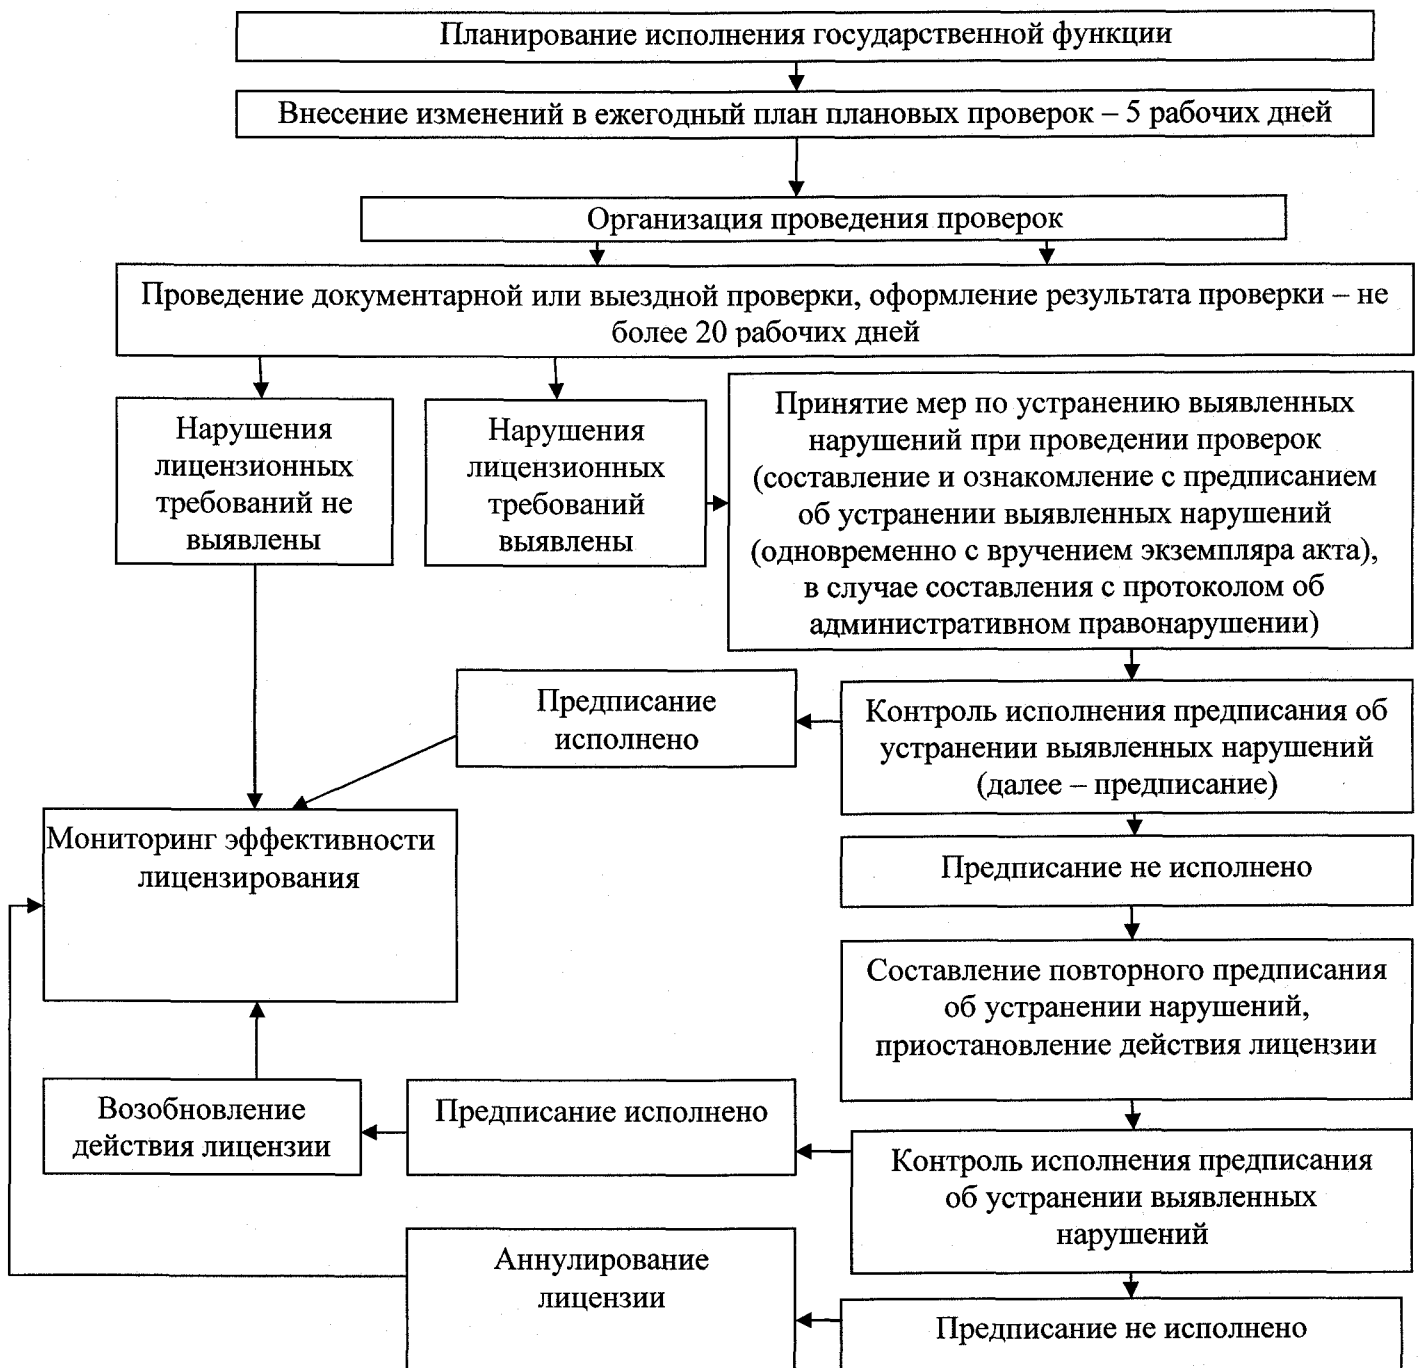 Планирование исполнения государственной функции
Внесение изменений в ежегодный план плановых проверок – 5 рабочих дней
Организация проведения проверок
Проведение документарной или выездной проверки, оформление результата проверки – не
более 20 рабочих дней
Нарушения
лицензионных
требований не
выявлены
Нарушения
лицензионных
требований
выявлены
Принятие мер по устранению выявленных
нарушений при проведении проверок
(составление и ознакомление с предписанием
об устранении выявленных нарушений
(одновременно с вручением экземпляра акта),
в случае составления с протоколом об
административном правонарушении)
Предписание
исполнено
Контроль исполнения предписания об
устранении выявленных нарушений
(далее – предписание)
Мониторинг эффективности
лицензирования
Предписание не исполнено
Составление повторного предписания
об устранении нарушений,
приостановление действия лицензии
Возобновление
действия лицензии
Предписание исполнено
Контроль исполнения предписания
об устранении выявленных
нарушений
Аннулирование
лицензии
Предписание не исполнено